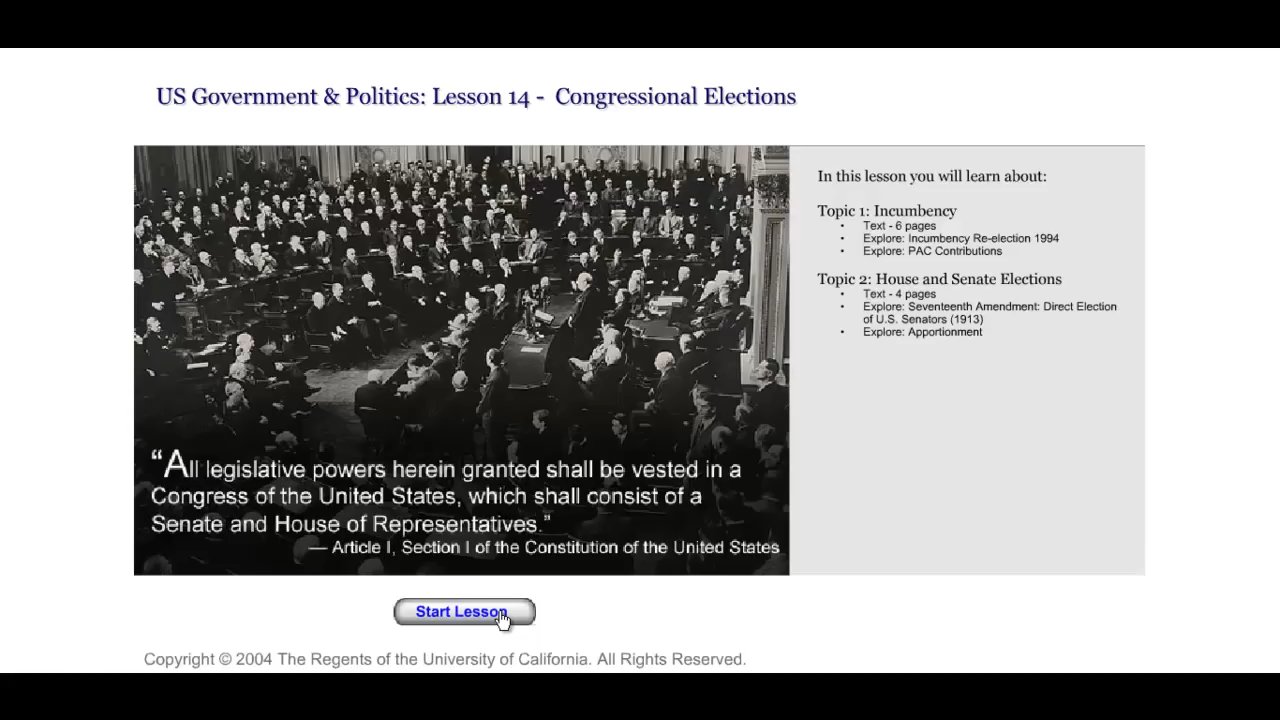 US Government & Politics: Lesson 14 - Congressional Elections
“All legislative powers herein granted shall be vested in a
Congress of the United States, which shall consist of a
Senate and House of Representatives.”
— Article I, Section I of the Constitution of the United States
In this lesson you will learn about:
Topic 1: Incumbency
• Text - 6 pages
• Explore: Incumbency Re-election 1994
• Explore: PAC Contributions
Topic 2: House and Senate Elections
• Text - 4 pages
• Explore: Seventeenth Amendment: Direct Election
of U.S. Senators (1913)
• Explore: Apportionment
Start Lesson
Copyright © 2004 The Regents of the University of California. All Rights Reserved.